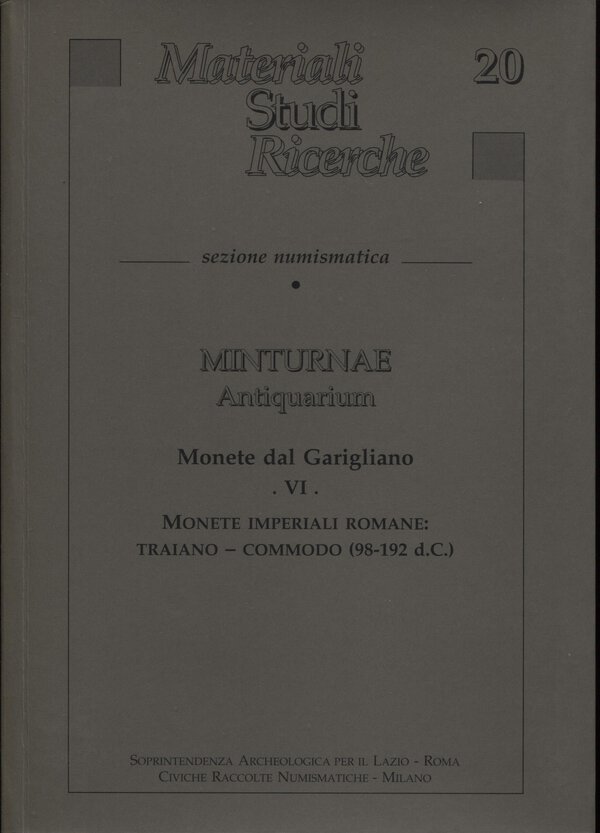 Materiali 20
Studi
Ricerche
sezione numismatica
•
MINTURNAE
Antiquarium
Monete dal Garigliano
. VI .
MONETE IMPERIALI ROMANE:
TRAIANO – COMMODO (98-192 d.C.)
SOPRINTENDENZA ARCHEOLOGICA PER IL LAZIO - ROMA
CIVICHE RACCOLTE NUMISMATICHE - MILANO